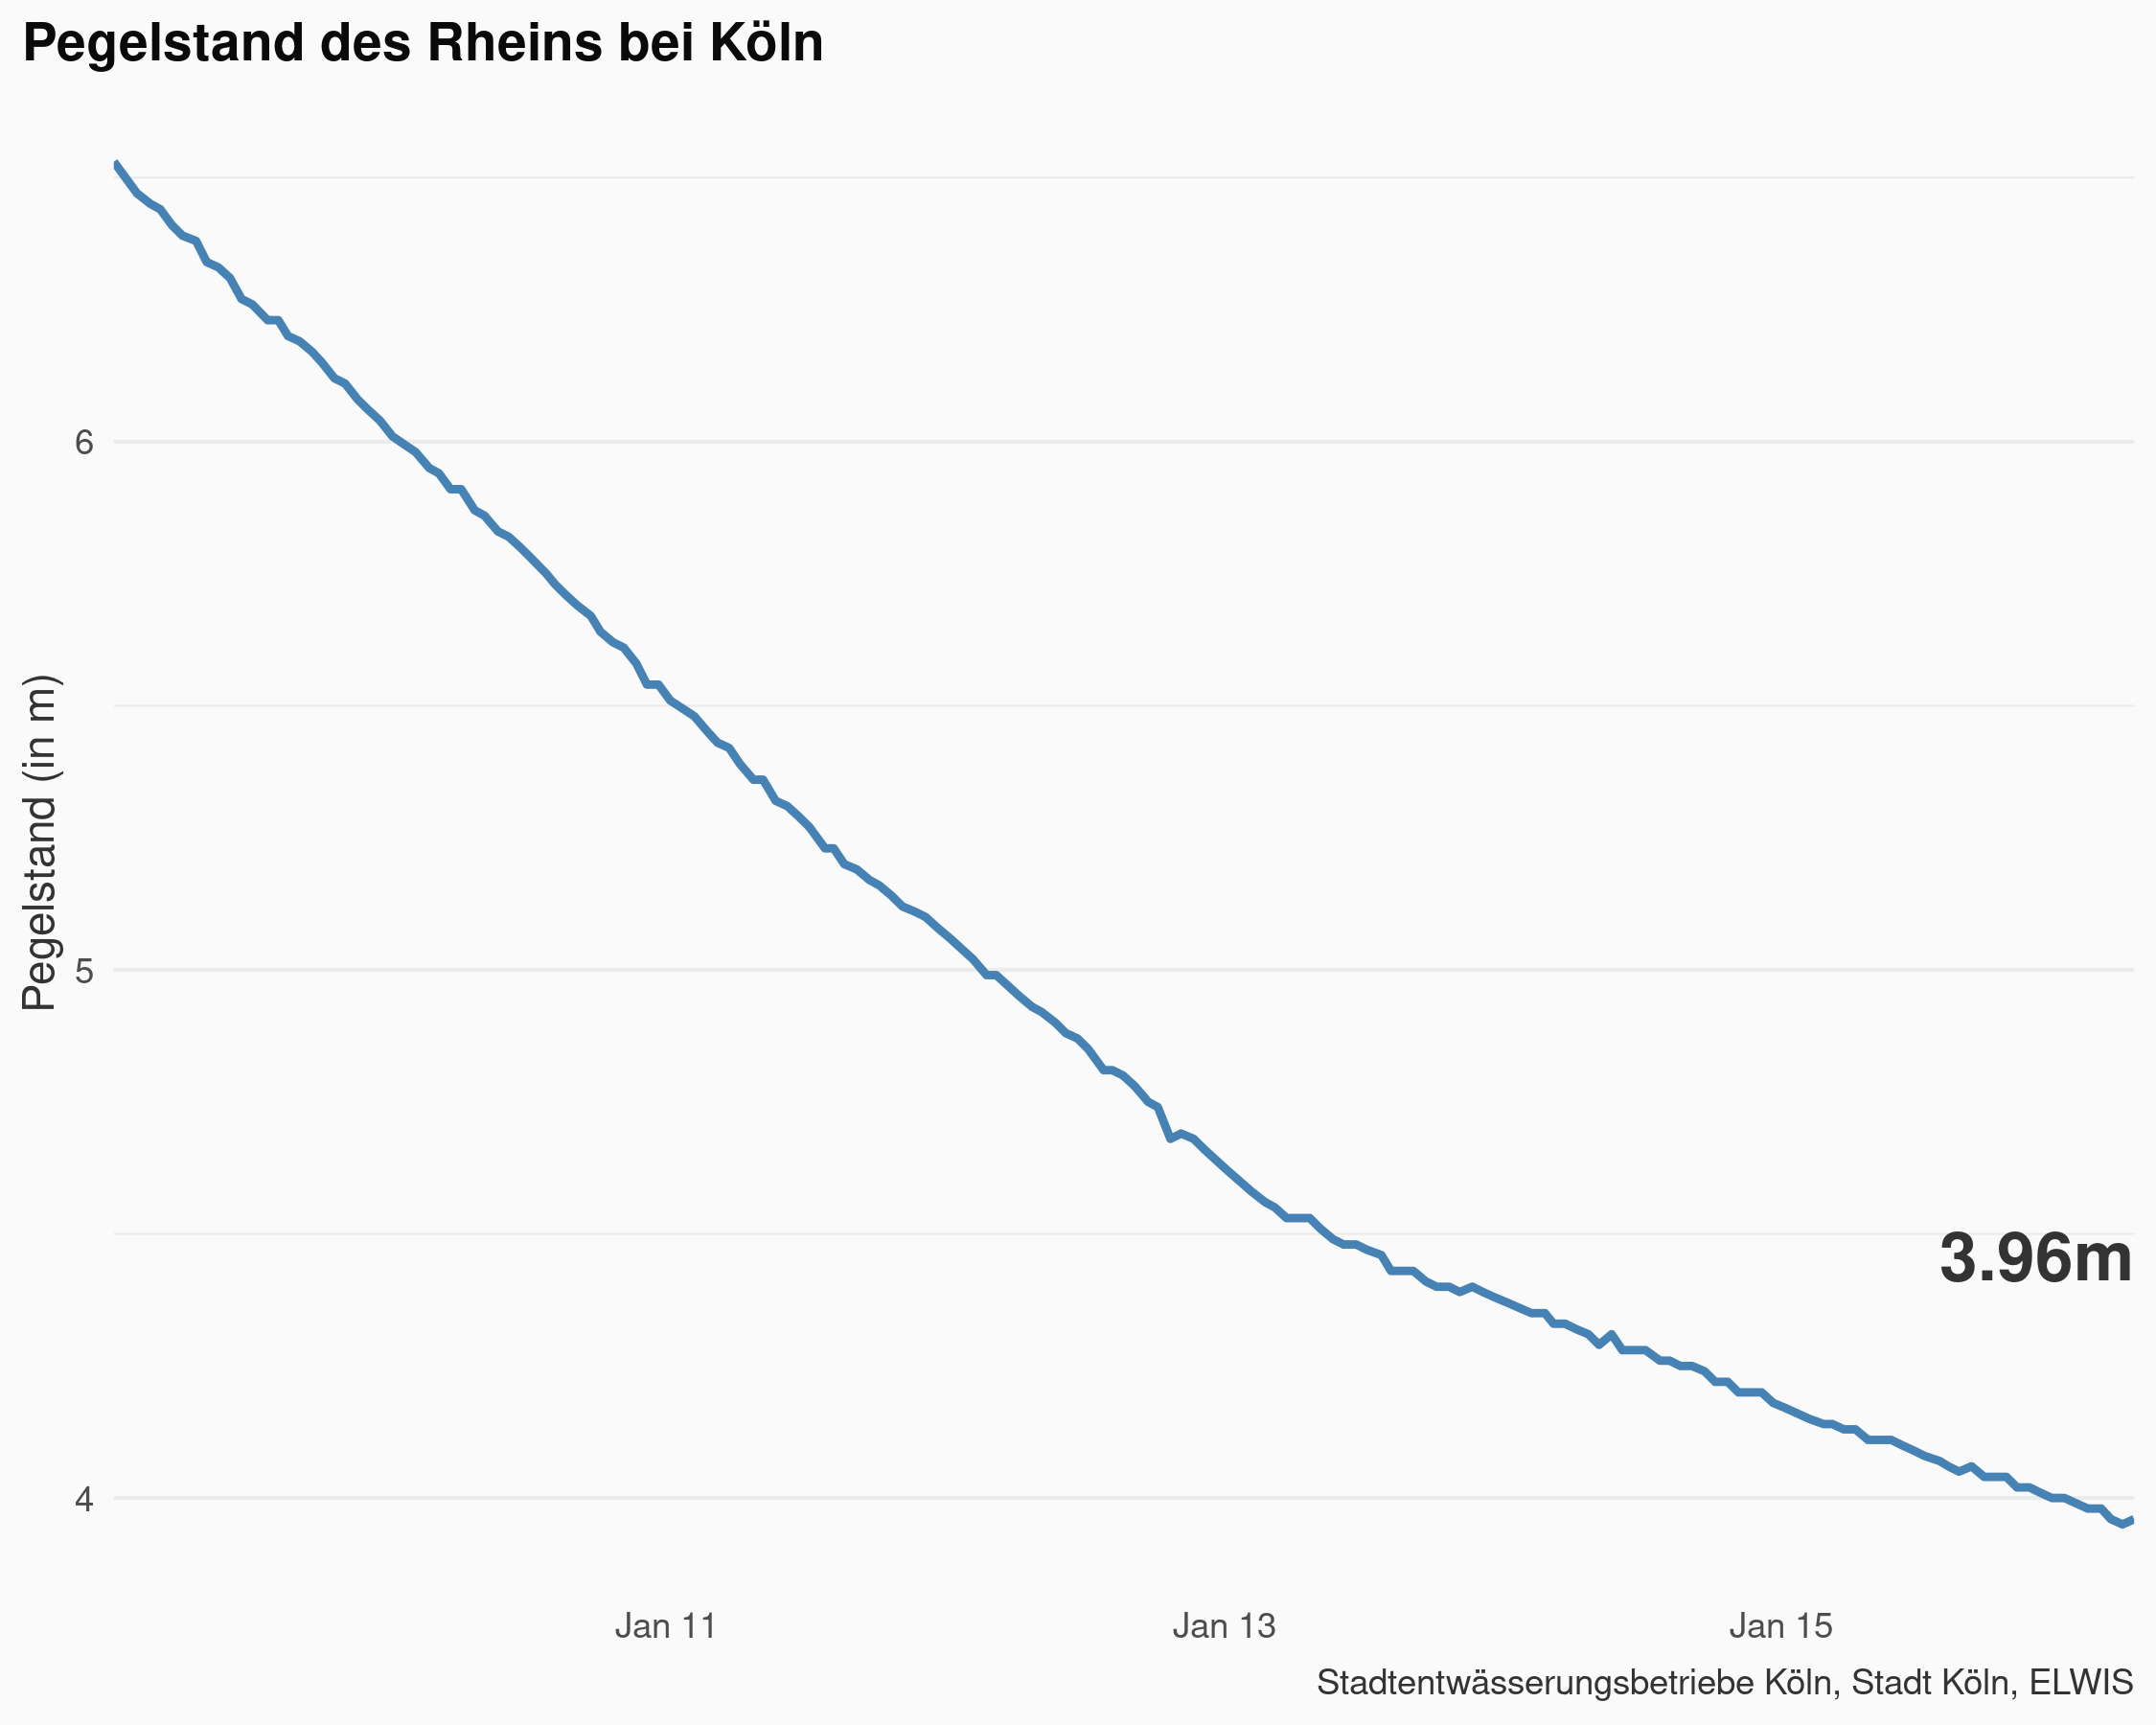 Pegelstand des Rheins bei Köln
Pegelstand (in m)
6
5
4
3.96m
Jan 11
Jan 13
Jan 15
Stadtentwässerungsbetriebe Köln, Stadt Köln, ELWIS